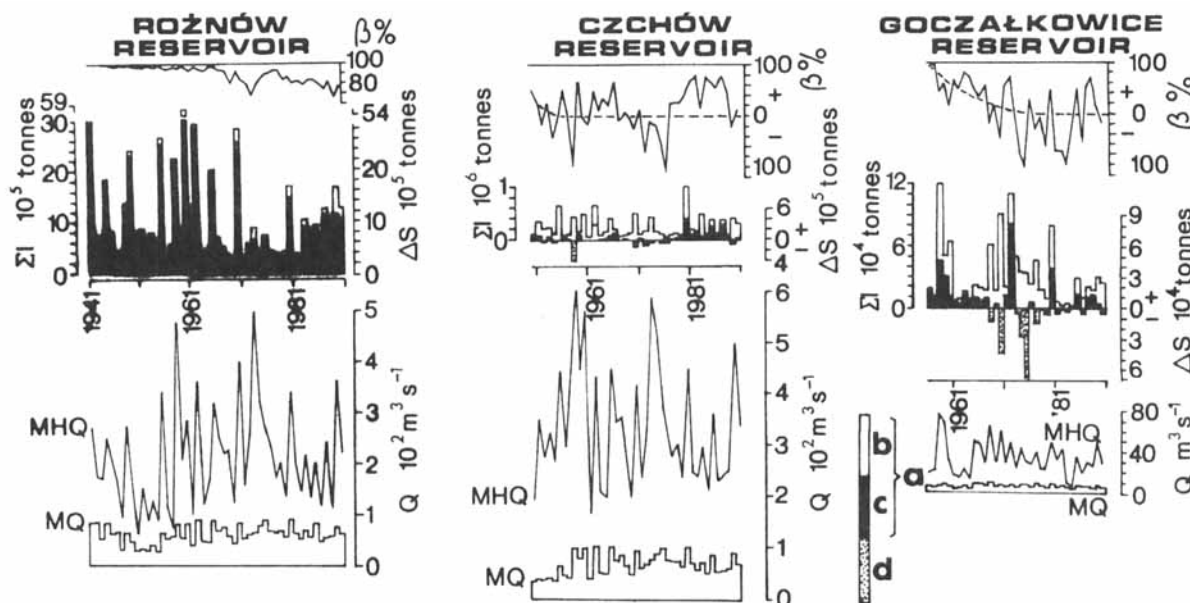 ROŻNÓW
RESERVOIR
β%
100
80
59
30
20
10
0
ΣI 10⁵ tonnes
54
20
10
0
ΔS 10⁵ tonnes
1941
1961
1981
MHQ
MQ
5
4
3
2
1
0
Q 10² m³ s⁻¹
CZCHÓW
RESERVOIR
100
+
0
−
100
β%
ΣI 10⁶ tonnes
1
0
6
4
2
+
0
−
4
ΔS 10⁵ tonnes
1961
1981
MHQ
MQ
6
5
4
3
2
1
0
Q 10² m³ s⁻¹
GOCZAŁKOWICE
RESERVOIR
100
+
0
−
100
β%
12
6
0
ΣI 10⁴ tonnes
9
6
3
+
0
−
3
6
ΔS 10⁴ tonnes
1961
'81
MHQ
MQ
80
40
0
Q m³ s⁻¹
b
a
c
d